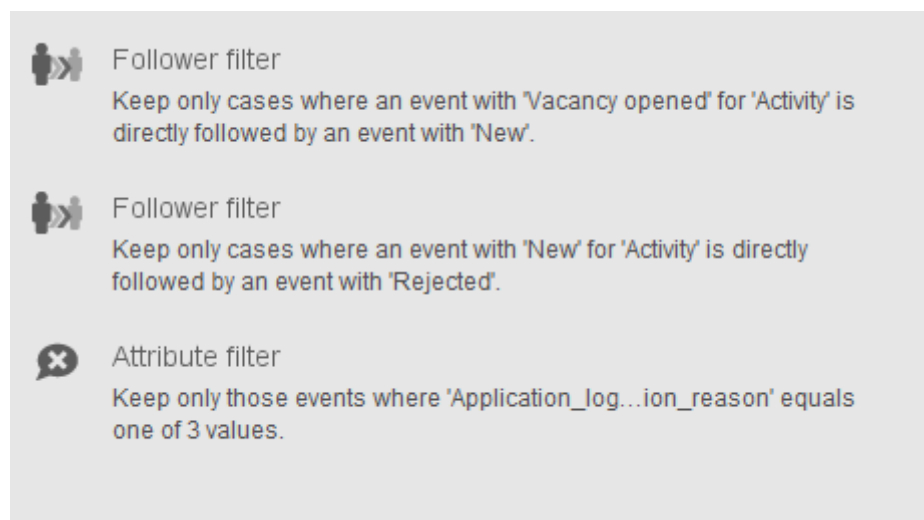 Follower filter
Keep only cases where an event with 'Vacancy opened' for 'Activity' is
directly followed by an event with 'New'.
Follower filter
Keep only cases where an event with 'New' for 'Activity' is directly
followed by an event with 'Rejected'.
Attribute filter
Keep only those events where 'Application_log…ion_reason' equals
one of 3 values.